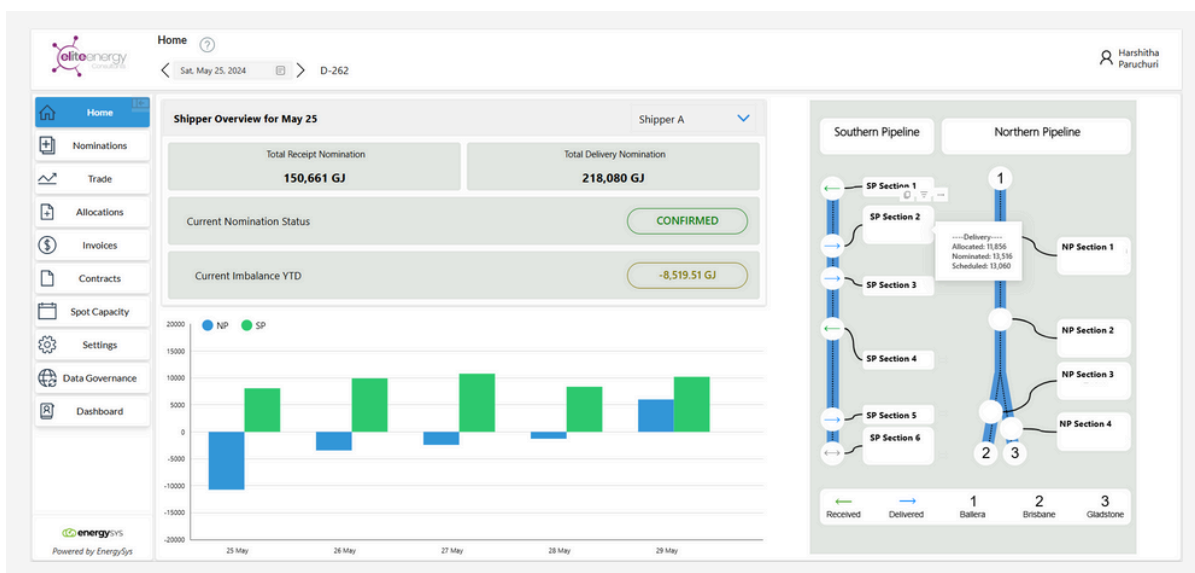 eliteenergy
CONSULTANTS
Home ?
Sat, May 25, 2024
D-262
Harshitha
Paruchuri
Home
Nominations
Trade
Allocations
Invoices
Contracts
Spot Capacity
Settings
Data Governance
Dashboard
energysys
Powered by EnergySys
Shipper Overview for May 25
Shipper A
Total Receipt Nomination
150,661 GJ
Total Delivery Nomination
218,080 GJ
Current Nomination Status
CONFIRMED
Current Imbalance YTD
-8,519.51 GJ
NP SP
20000
15000
10000
5000
0
-5000
-10000
-15000
-20000
25 May 26 May 27 May 28 May 29 May
Southern Pipeline
Northern Pipeline
SP Section 1
SP Section 2
SP Section 3
SP Section 4
SP Section 5
SP Section 6
----Delivery----
Allocated: 11,856
Nominated: 13,516
Scheduled: 13,060
1
NP Section 1
NP Section 2
NP Section 3
NP Section 4
2 3
1 2 3
Received Delivered Ballera Brisbane Gladstone